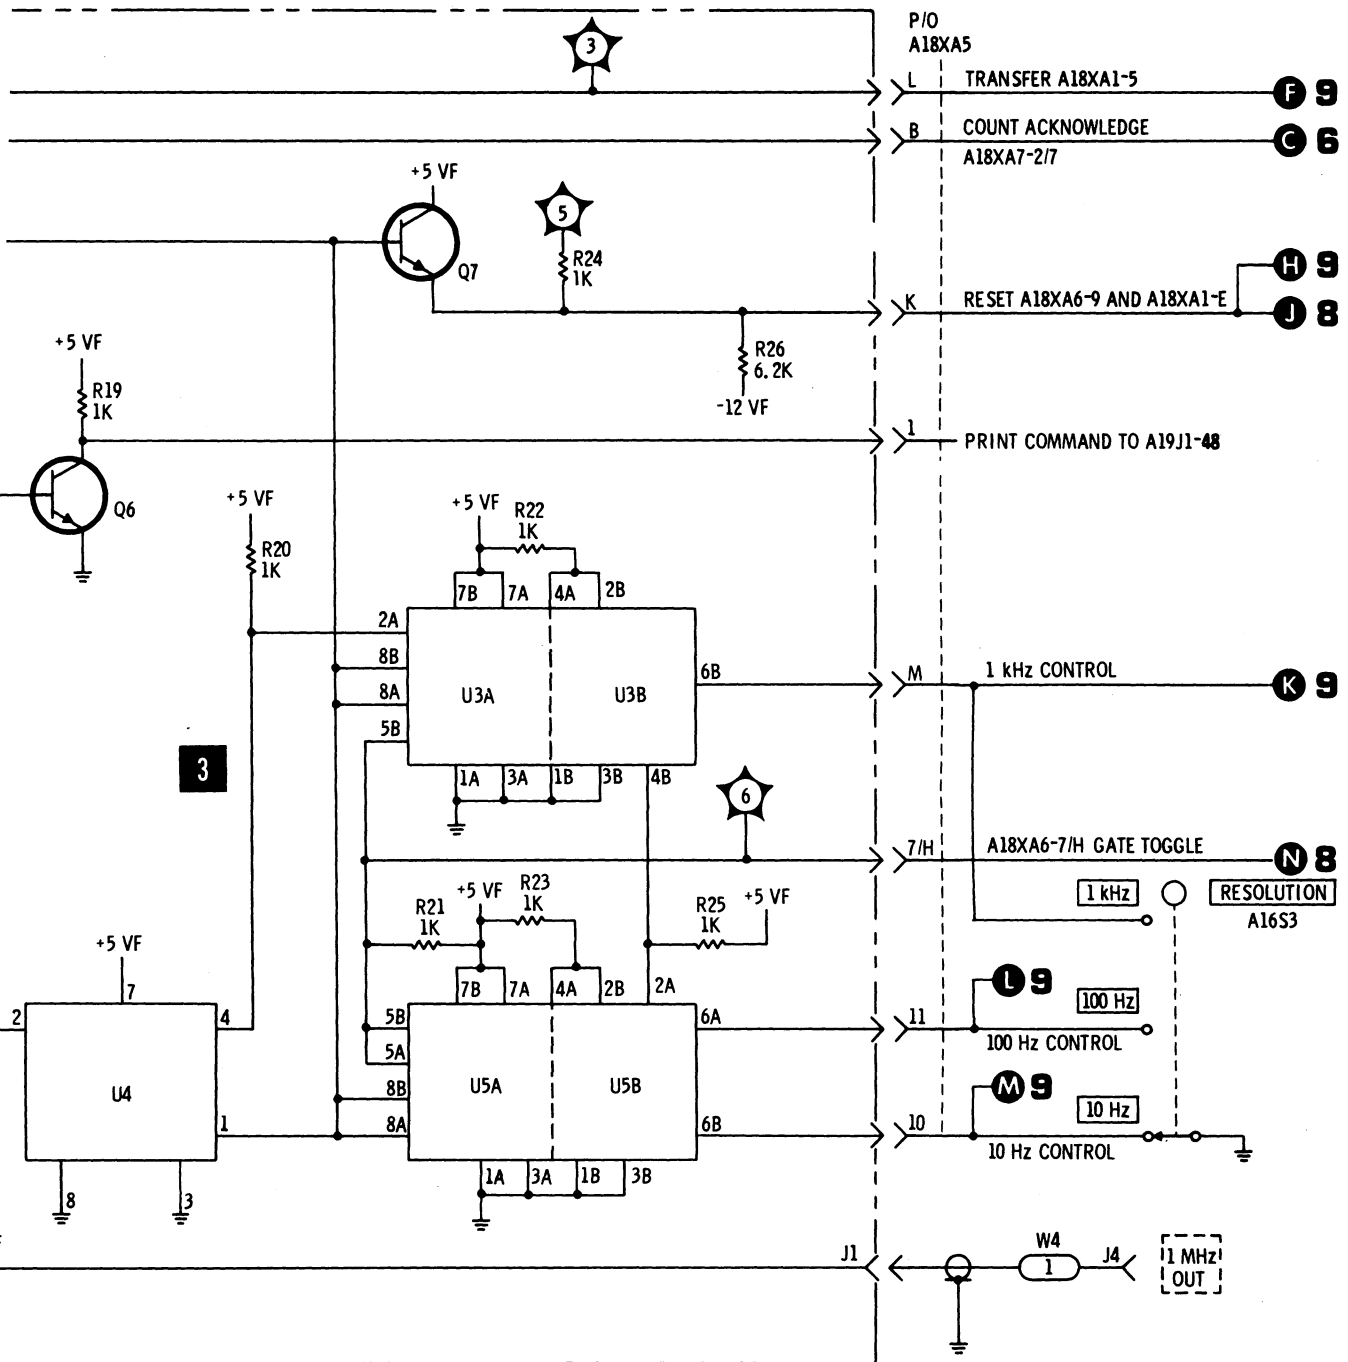 P/O
A18XA5
3
L TRANSFER A18XA1-5 F 9
B COUNT ACKNOWLEDGE C 6
A18XA7-2/7
+5 VF
5
Q7
R24
1K
H 9
K RESET A18XA6-9 AND A18XA1-E J 8
+5 VF
R26
6.2K
-12 VF
R19
1K
1 PRINT COMMAND TO A19J1-48
Q6
+5 VF
+5 VF
R22
1K
R20
1K
7B 7A 4A 2B
2A
8B
8A
5B
U3A U3B
6B M 1 kHz CONTROL K 9
3
1A 3A 1B 3B 4B
6
7/H A18XA6-7/H GATE TOGGLE N 8
+5 VF
R23
1K
R21
1K
R25
1K
+5 VF
1 kHz
RESOLUTION
A16S3
+5 VF
7
7B 7A 4A 2B 2A
L 9
100 Hz
2 4
5B
5A
8B
8A
6A 11
100 Hz CONTROL
U4
U5A U5B
M 9
10 Hz
1
6B 10
10 Hz CONTROL
8 3
1A 3A 1B 3B
J1
W4
1
J4
1 MHz
OUT